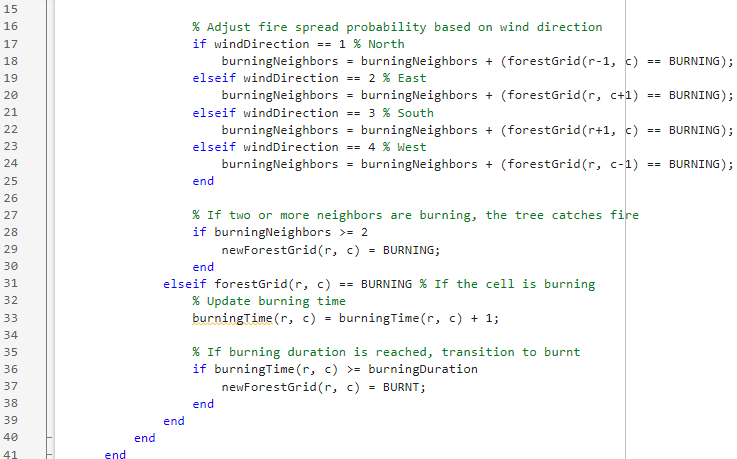 15
16 % Adjust fire spread probability based on wind direction
17 if windDirection == 1 % North
18 burningNeighbors = burningNeighbors + (forestGrid(r-1, c) == BURNING);
19 elseif windDirection == 2 % East
20 burningNeighbors = burningNeighbors + (forestGrid(r, c+1) == BURNING);
21 elseif windDirection == 3 % South
22 burningNeighbors = burningNeighbors + (forestGrid(r+1, c) == BURNING);
23 elseif windDirection == 4 % West
24 burningNeighbors = burningNeighbors + (forestGrid(r, c-1) == BURNING);
25 end
26
27 % If two or more neighbors are burning, the tree catches fire
28 if burningNeighbors >= 2
29 newForestGrid(r, c) = BURNING;
30 end
31 elseif forestGrid(r, c) == BURNING % If the cell is burning
32 % Update burning time
33 burningTime(r, c) = burningTime(r, c) + 1;
34
35 % If burning duration is reached, transition to burnt
36 if burningTime(r, c) >= burningDuration
37 newForestGrid(r, c) = BURNT;
38 end
39 end
40 end
41 end